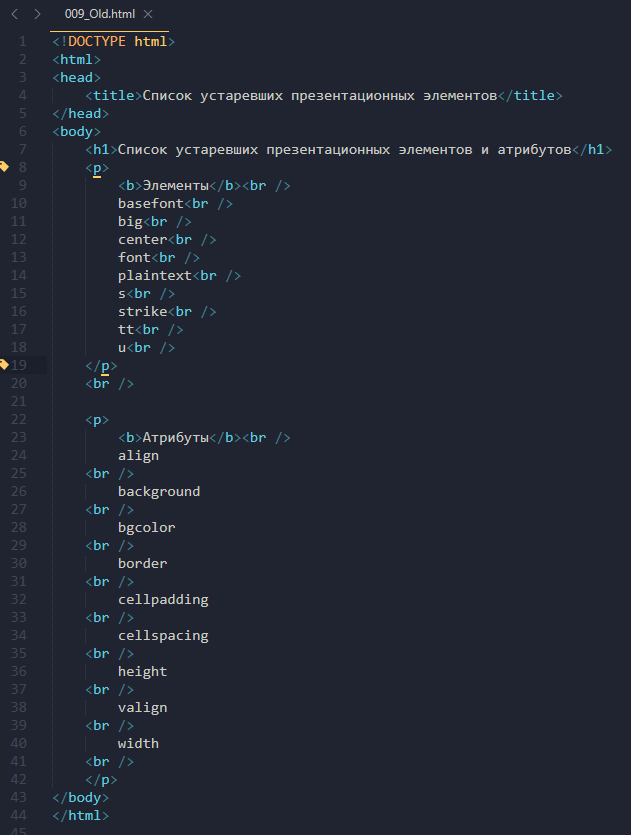 009_Old.html
1 <!DOCTYPE html>
2 <html>
3 <head>
4     <title>Список устаревших презентационных элементов</title>
5 </head>
6 <body>
7     <h1>Список устаревших презентационных элементов и атрибутов</h1>
8     <p>
9         <b>Элементы</b><br />
10         basefont<br />
11         big<br />
12         center<br />
13         font<br />
14         plaintext<br />
15         s<br />
16         strike<br />
17         tt<br />
18         u<br />
19     </p>
20     <br />
21
22     <p>
23         <b>Атрибуты</b><br />
24         align
25     <br />
26         background
27     <br />
28         bgcolor
29     <br />
30         border
31     <br />
32         cellpadding
33     <br />
34         cellspacing
35     <br />
36         height
37     <br />
38         valign
39     <br />
40         width
41     <br />
42     </p>
43 </body>
44 </html>
45